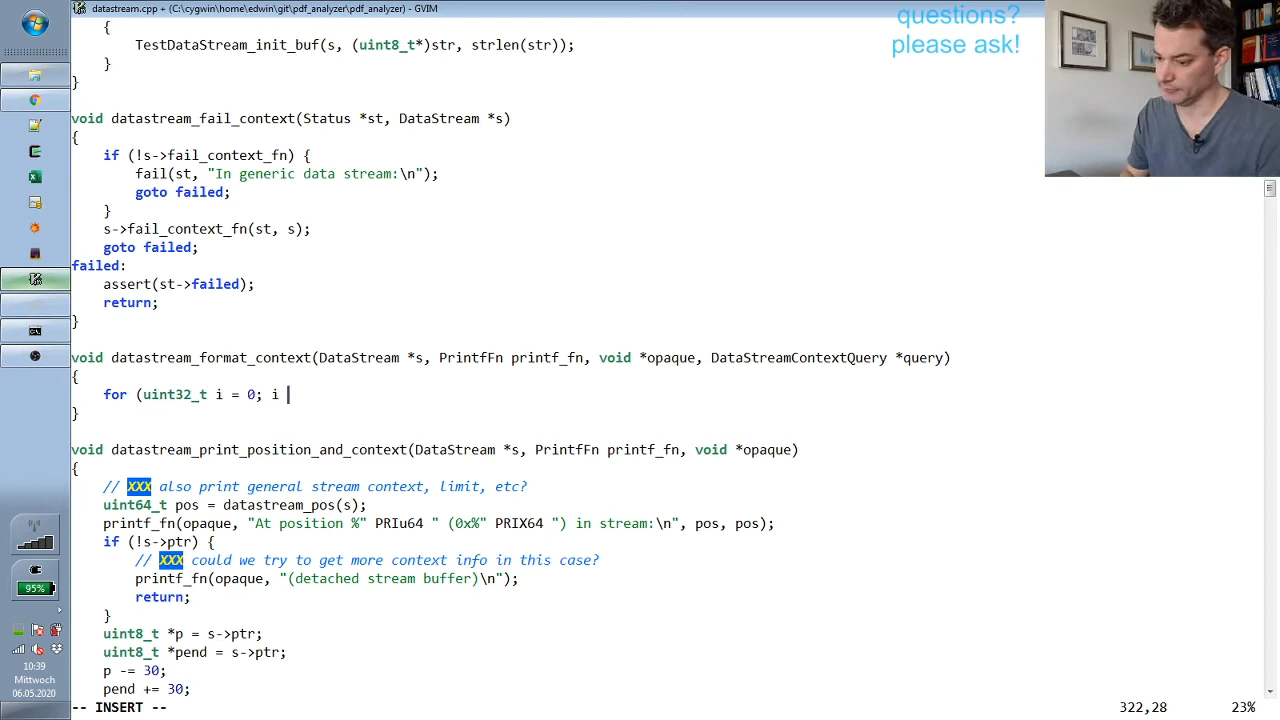 datastream.cpp + (C:\cygwin\home\edwin\git\pdf_analyzer\pdf_analyzer) - GVIM
questions?
please ask!
    {
        TestDataStream_init_buf(s, (uint8_t*)str, strlen(str));
    }
}
void datastream_fail_context(Status *st, DataStream *s)
{
    if (!s->fail_context_fn) {
        fail(st, "In generic data stream:\n");
        goto failed;
    }
    s->fail_context_fn(st, s);
    goto failed;
failed:
    assert(st->failed);
    return;
}
void datastream_format_context(DataStream *s, PrintfFn printf_fn, void *opaque, DataStreamContextQuery *query)
{
    for (uint32_t i = 0; i
}
void datastream_print_position_and_context(DataStream *s, PrintfFn printf_fn, void *opaque)
{
    // XXX also print general stream context, limit, etc?
    uint64_t pos = datastream_pos(s);
    printf_fn(opaque, "At position %" PRIu64 " (0x%" PRIX64 ") in stream:\n", pos, pos);
    if (!s->ptr) {
        // XXX could we try to get more context info in this case?
        printf_fn(opaque, "(detached stream buffer)\n");
        return;
    }
    uint8_t *p = s->ptr;
    uint8_t *pend = s->ptr;
    p -= 30;
    pend += 30;
-- INSERT --
322,28
23%
95%
10:39
Mittwoch
06.05.2020